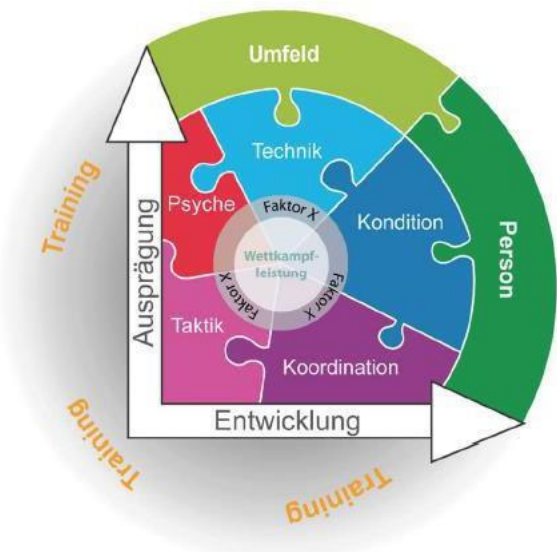 Umfeld
Technik
Psyche
Kondition
Person
Faktor X
Wettkampf-
leistung
Faktor X
Faktor X
Taktik
Koordination
Ausprägung
Entwicklung
Training
Training
Training